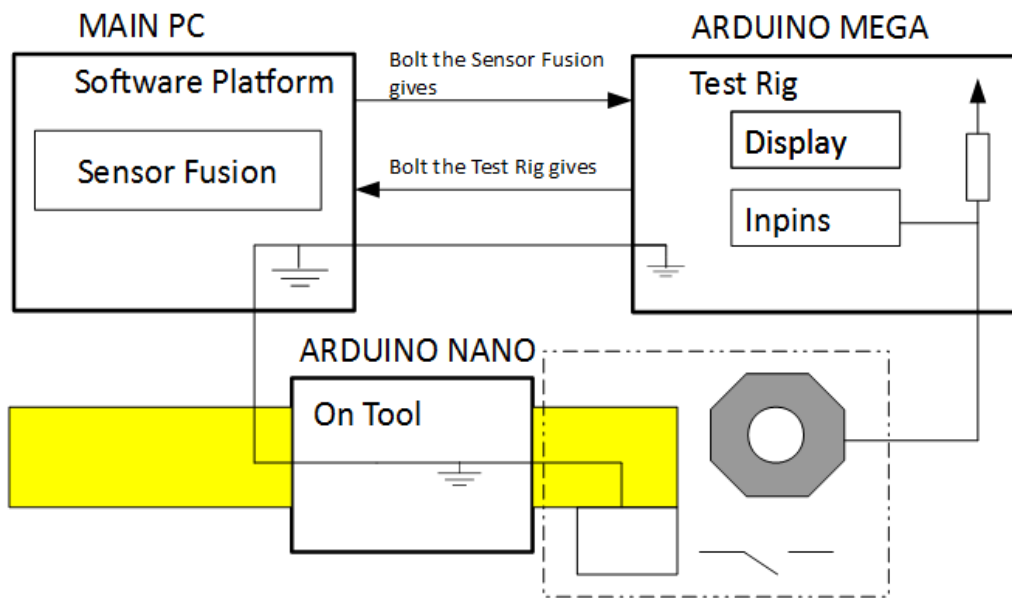 MAIN PC
Software Platform
Sensor Fusion
Bolt the Sensor Fusion
gives
Bolt the Test Rig gives
ARDUINO MEGA
Test Rig
Display
Inpins
ARDUINO NANO
On Tool